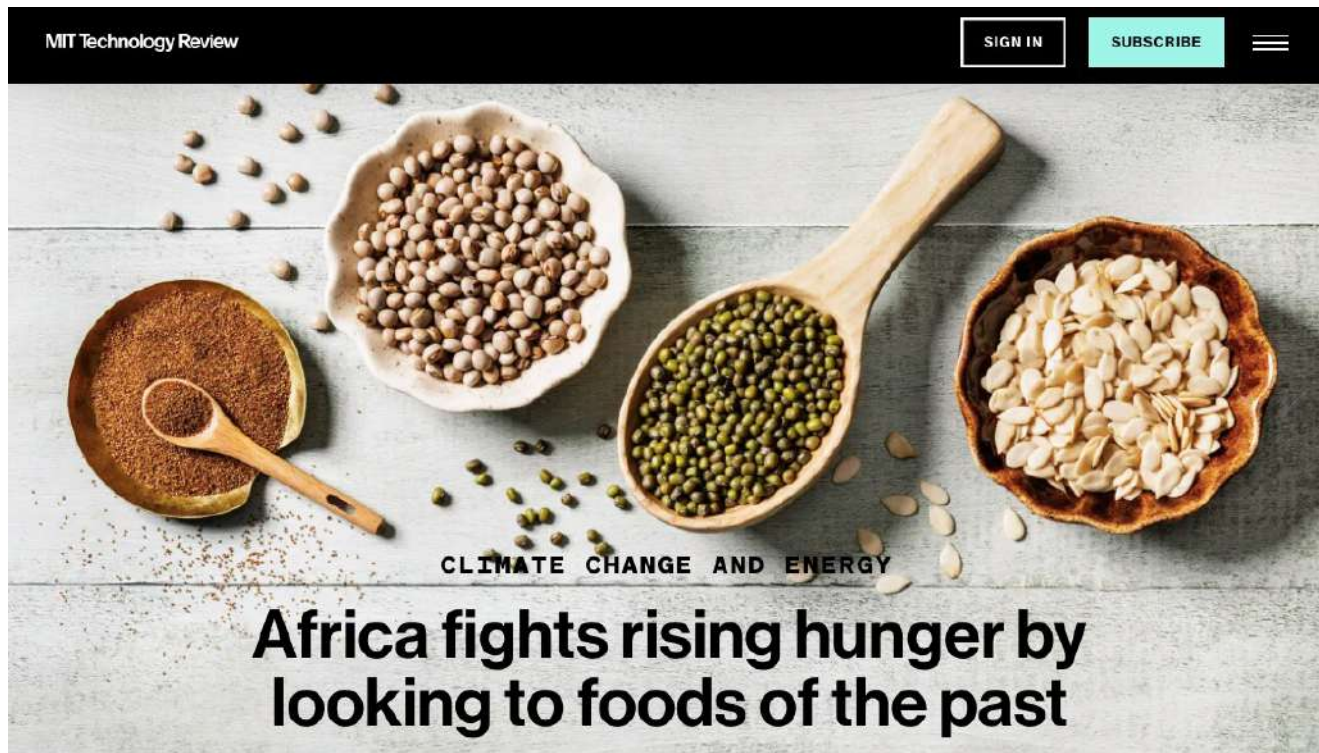 MIT Technology Review
SIGN IN
SUBSCRIBE
CLIMATE CHANGE AND ENERGY
Africa fights rising hunger by
looking to foods of the past